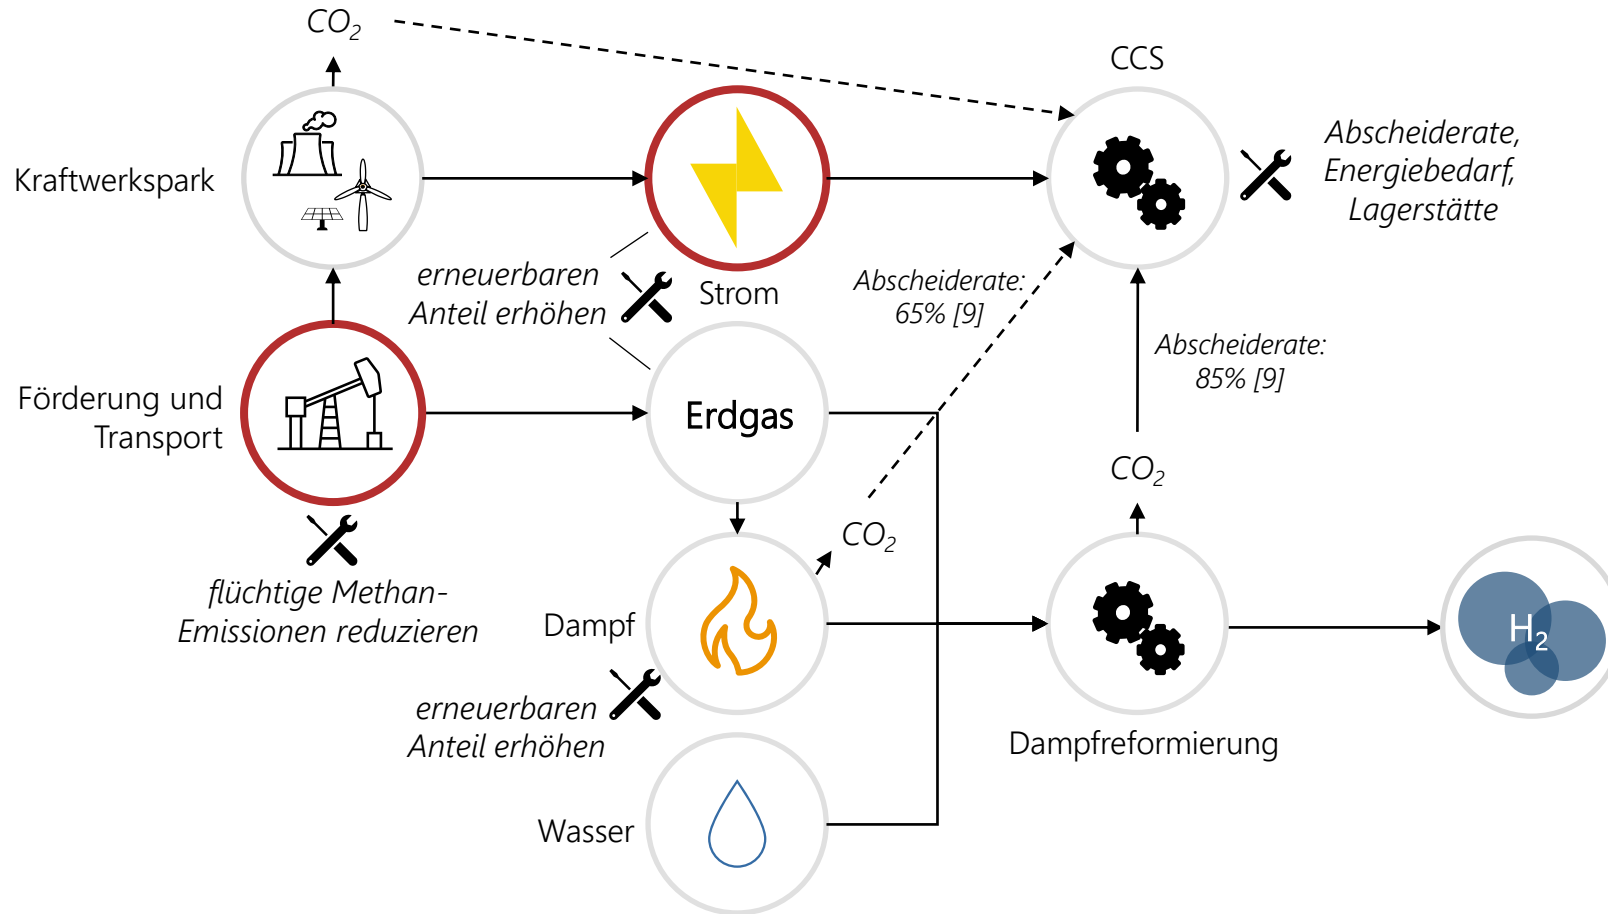 CO₂
CCS
Kraftwerkspark
Abscheiderate,
Energiebedarf,
Lagerstätte
erneuerbaren
Anteil erhöhen
Strom
Abscheiderate:
65% [9]
Abscheiderate:
85% [9]
Förderung und
Transport
Erdgas
CO₂
CO₂
flüchtige Methan-
Emissionen reduzieren
Dampf
H₂
erneuerbaren
Anteil erhöhen
Dampfreformierung
Wasser